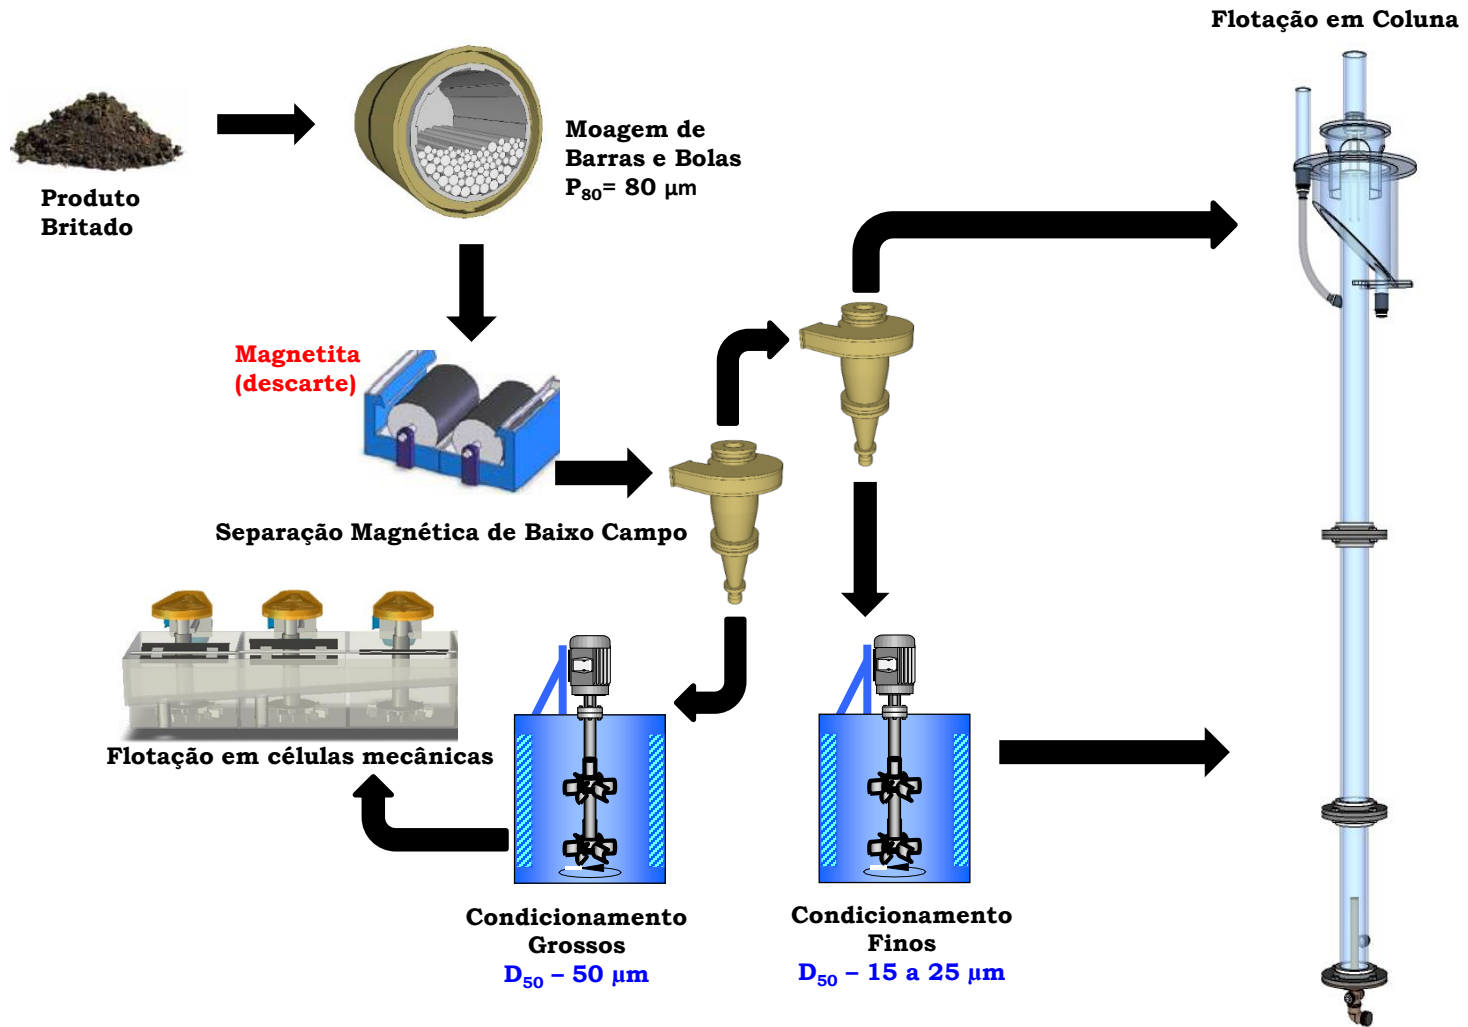 Flotação em Coluna
Moagem de
Barras e Bolas
P₈₀= 80 µm
Produto
Britado
Magnetita
(descarte)
Separação Magnética de Baixo Campo
Flotação em células mecânicas
Condicionamento
Grossos
D₅₀ – 50 µm
Condicionamento
Finos
D₅₀ – 15 a 25 µm